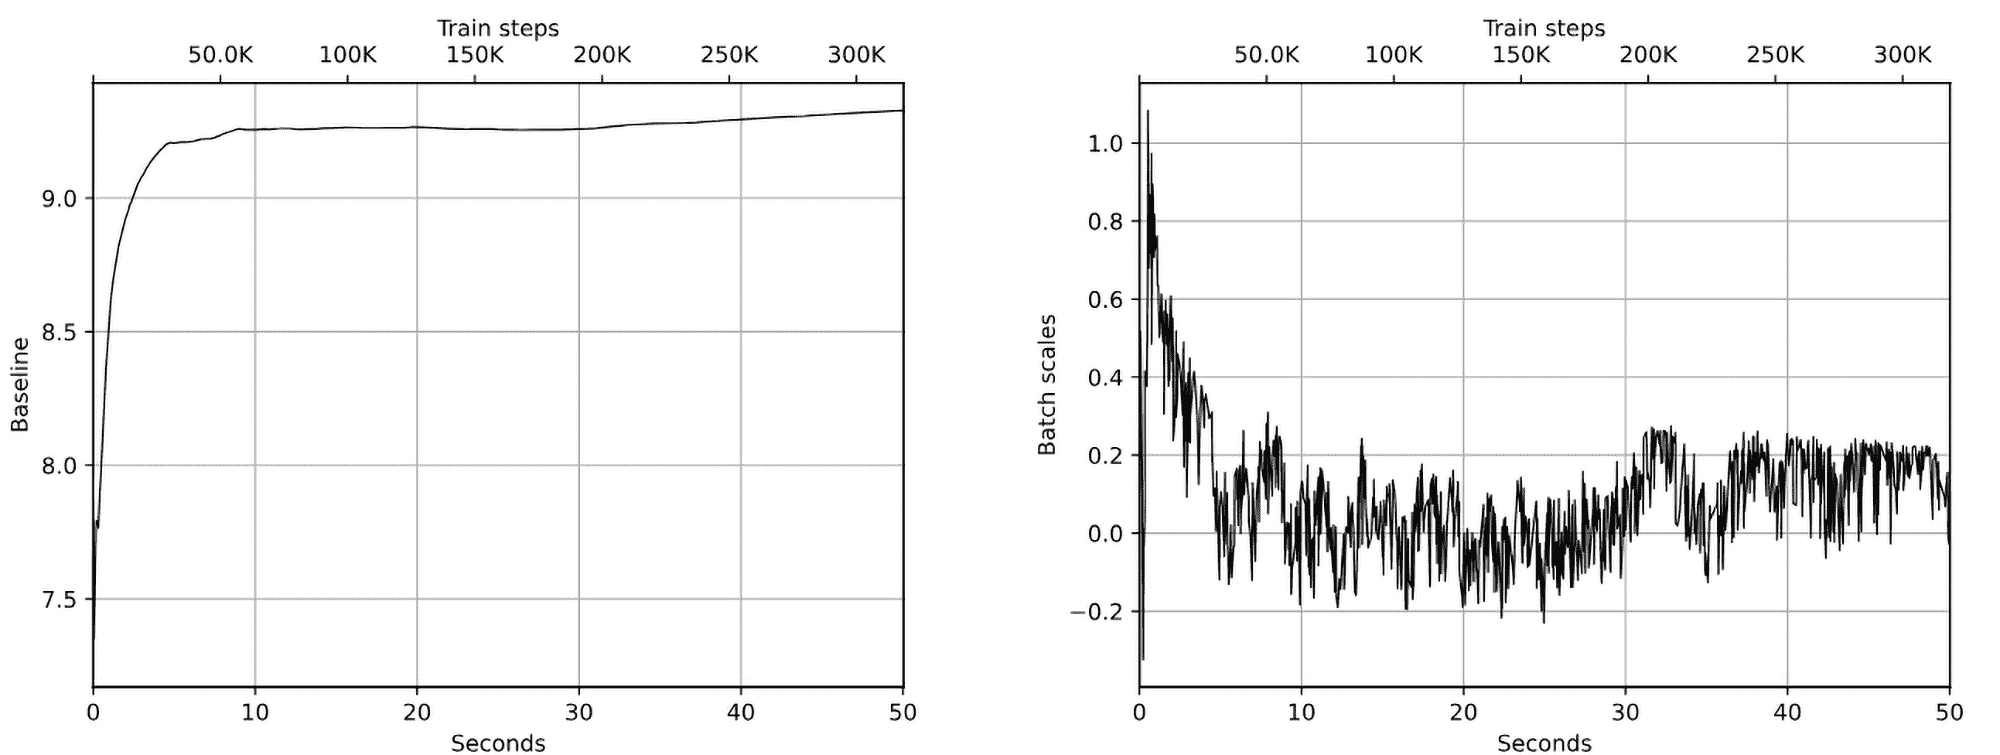 Train steps
50.0K 100K 150K 200K 250K 300K
9.0
8.5
8.0
7.5
Baseline
0 10 20 30 40 50
Seconds
Train steps
50.0K 100K 150K 200K 250K 300K
1.0
0.8
0.6
0.4
0.2
0.0
−0.2
Batch scales
0 10 20 30 40 50
Seconds